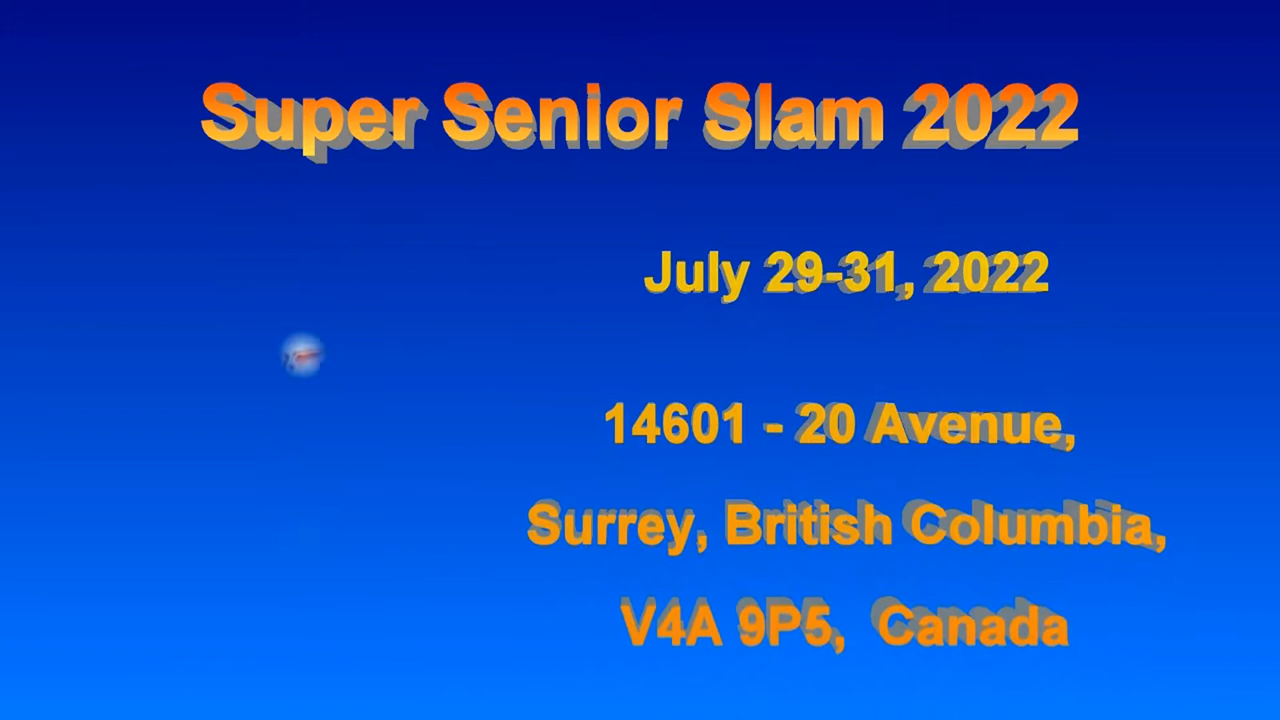 Super Senior Slam 2022
July 29-31, 2022
14601 - 20 Avenue,
Surrey, British Columbia,
V4A 9P5, Canada